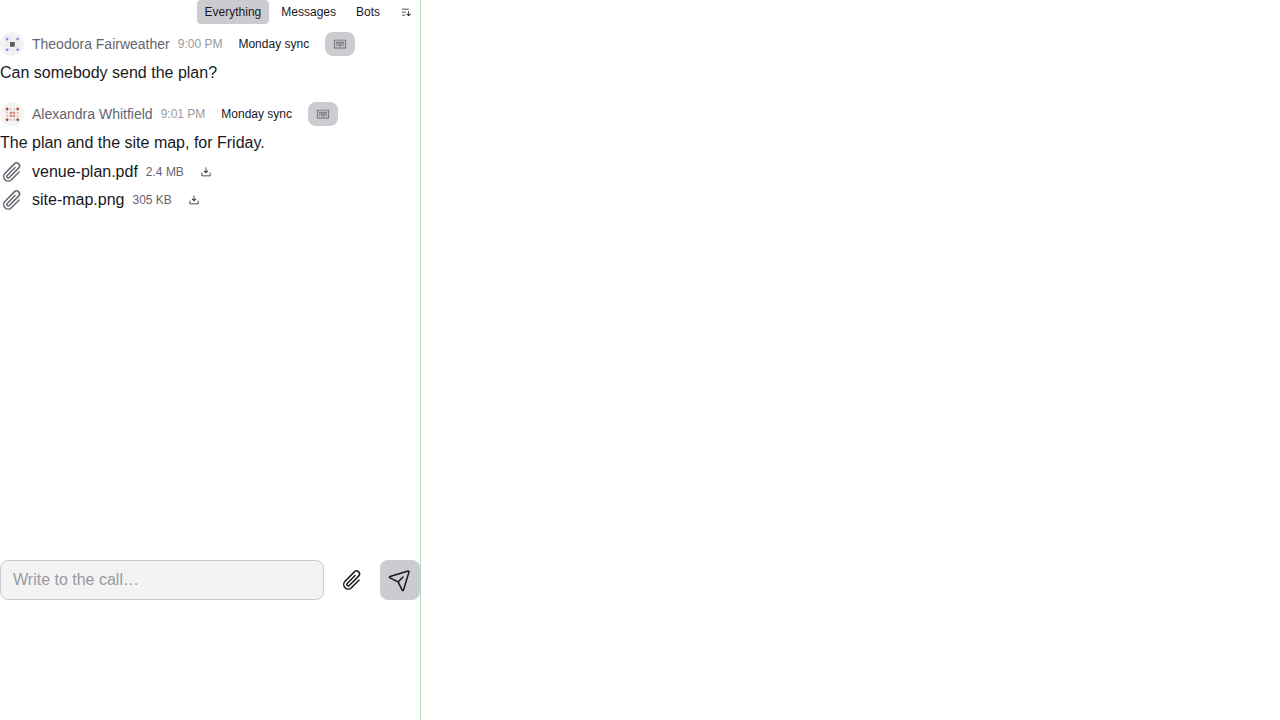 Everything Messages Bots
Theodora Fairweather 9:00 PM Monday sync
Can somebody send the plan?
Alexandra Whitfield 9:01 PM Monday sync
The plan and the site map, for Friday.
venue-plan.pdf 2.4 MB
site-map.png 305 KB
Write to the call…